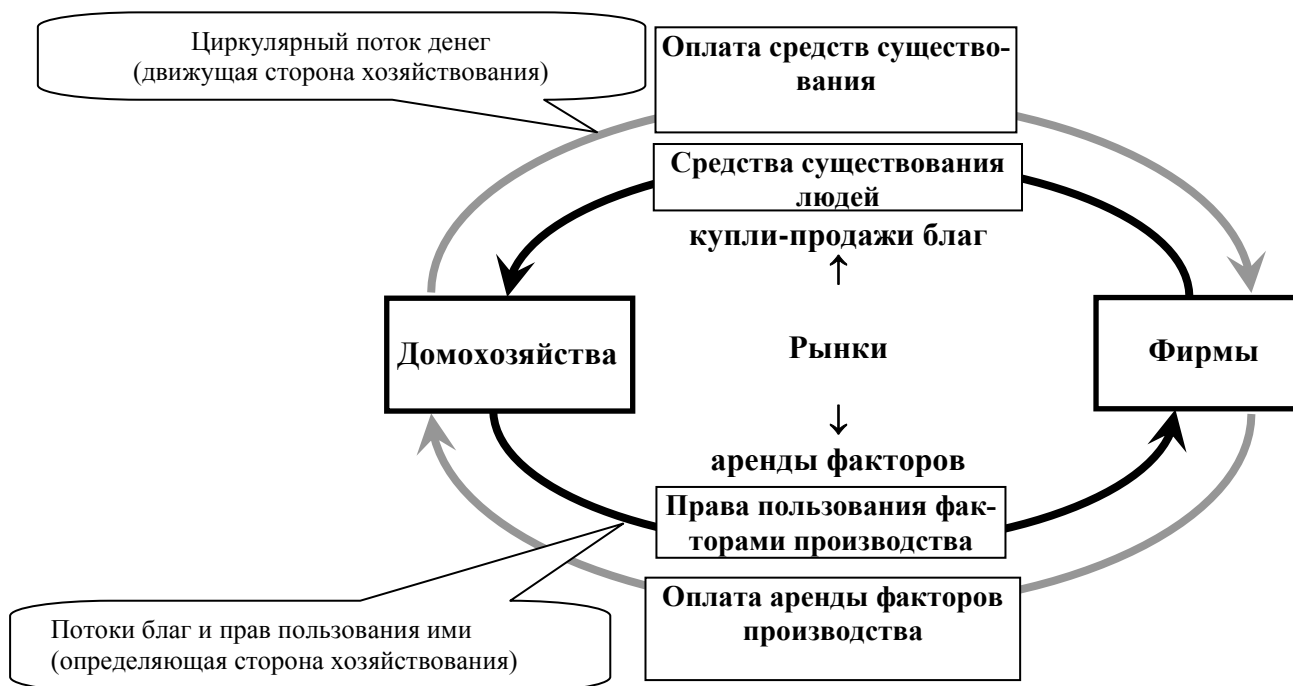 Циркулярный поток денег
(движущая сторона хозяйствования)
Оплата средств существо-
вания
Средства существования
людей
купли-продажи благ
↑
Домохозяйства
Рынки
Фирмы
↓
аренды факторов
Права пользования фак-
торами производства
Оплата аренды факторов
производства
Потоки благ и прав пользования ими
(определяющая сторона хозяйствования)